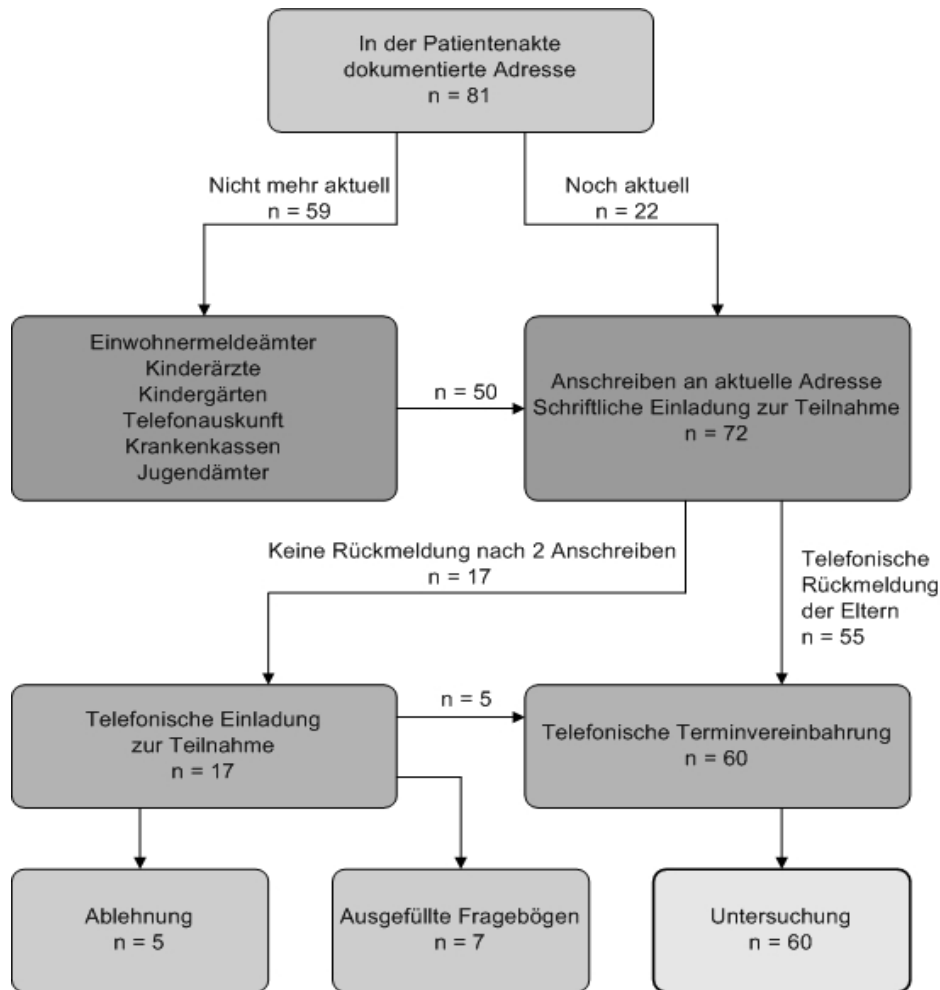 In der Patientenakte
dokumentierte Adresse
n = 81
Nicht mehr aktuell
n = 59
Noch aktuell
n = 22
Einwohnermeldeämter
Kinderärzte
Kindergärten
Telefonauskunft
Krankenkassen
Jugendämter
n = 50
Anschreiben an aktuelle Adresse
Schriftliche Einladung zur Teilnahme
n = 72
Keine Rückmeldung nach 2 Anschreiben
n = 17
Telefonische
Rückmeldung
der Eltern
n = 55
Telefonische Einladung
zur Teilnahme
n = 17
n = 5
Telefonische Terminvereinbahrung
n = 60
Ablehnung
n = 5
Ausgefüllte Fragebögen
n = 7
Untersuchung
n = 60